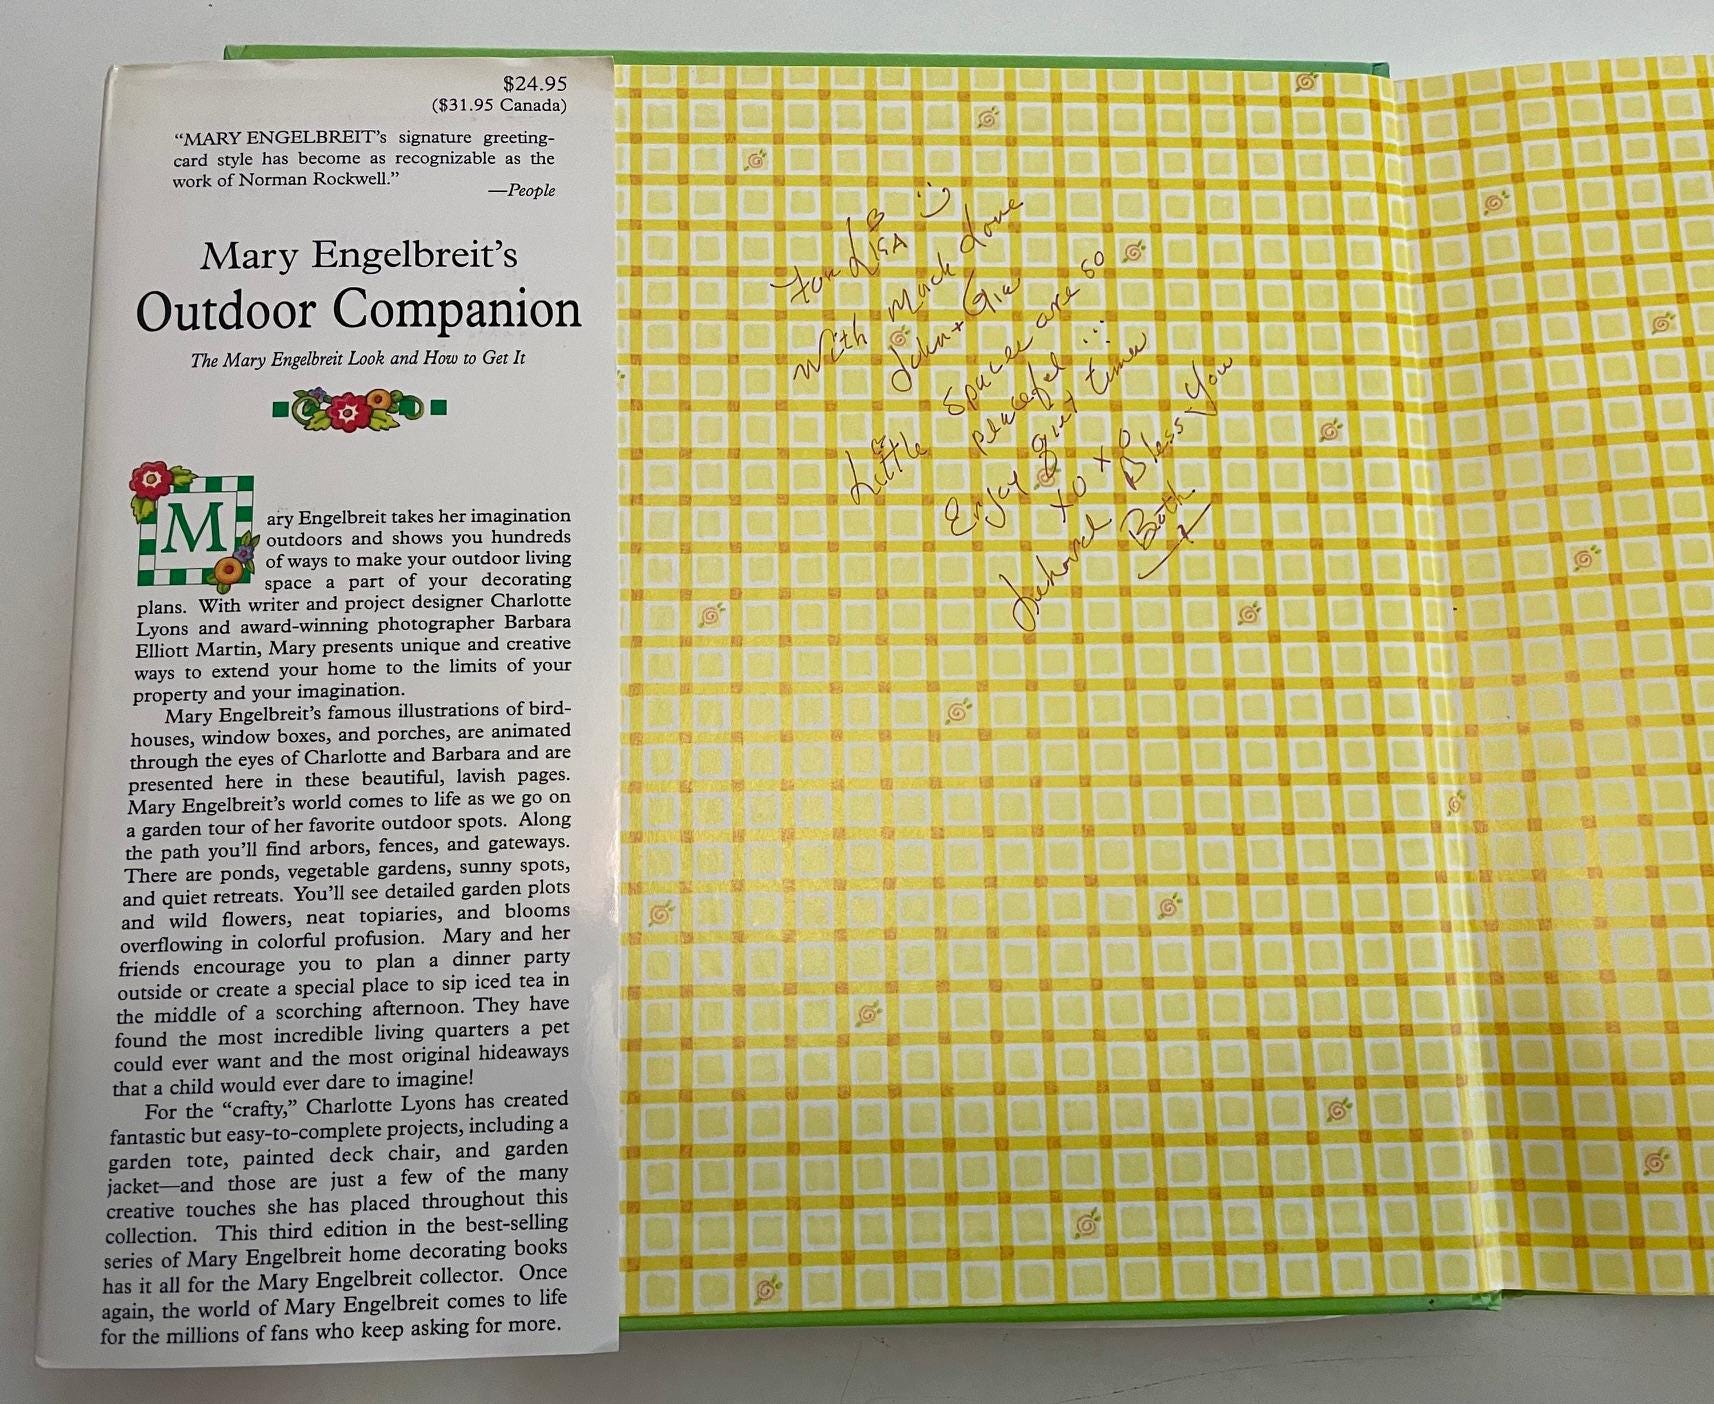 $24.95
($31.95 Canada)
“MARY ENGELBREIT’s signature greeting-
card style has become as recognizable as the
work of Norman Rockwell.”
—People
Mary Engelbreit’s
Outdoor Companion
The Mary Engelbreit Look and How to Get It
Mary Engelbreit takes her imagination
outdoors and shows you hundreds
of ways to make your outdoor living
space a part of your decorating
plans. With writer and project designer Charlotte
Lyons and award-winning photographer Barbara
Elliott Martin, Mary presents unique and creative
ways to extend your home to the limits of your
property and your imagination.
Mary Engelbreit’s famous illustrations of bird-
houses, window boxes, and porches, are animated
through the eyes of Charlotte and Barbara and are
presented here in these beautiful, lavish pages.
Mary Engelbreit’s world comes to life as we go on
a garden tour of her favorite outdoor spots. Along
the path you’ll find arbors, fences, and gateways.
There are ponds, vegetable gardens, sunny spots,
and quiet retreats. You’ll see detailed garden plots
and wild flowers, neat topiaries, and blooms
overflowing in colorful profusion. Mary and her
friends encourage you to plan a dinner party
outside or create a special place to sip iced tea in
the middle of a scorching afternoon. They have
found the most incredible living quarters a pet
could ever want and the most original hideaways
that a child would ever dare to imagine!
For the “crafty,” Charlotte Lyons has created
fantastic but easy-to-complete projects, including a
garden tote, painted deck chair, and garden
jacket—and those are just a few of the many
creative touches she has placed throughout this
collection. This third edition in the best-selling
series of Mary Engelbreit home decorating books
has it all for the Mary Engelbreit collector. Once
again, the world of Mary Engelbreit comes to life
for the millions of fans who keep asking for more.
For LISA
With Much Love
John + Gia
Little spaces are so
peaceful ...
Enjoy quiet times
XOXO
Bless You
Both